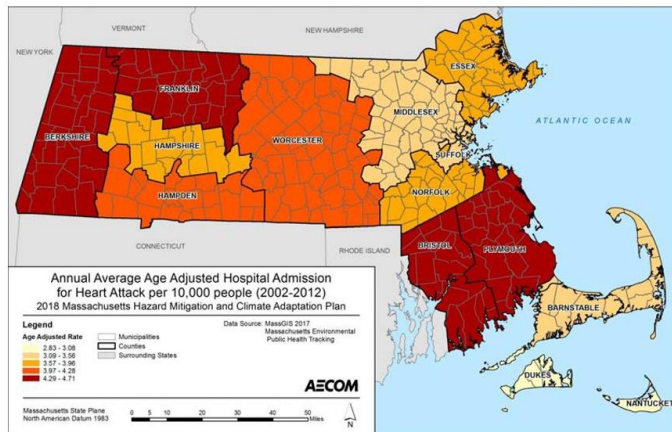 VERMONT
NEW HAMPSHIRE
NEW YORK
ESSEX
FRANKLIN
MIDDLESEX
ATLANTIC OCEAN
BERKSHIRE
WORCESTER
HAMPSHIRE
SUFFOLK
HAMPDEN
NORFOLK
CONNECTICUT
RHODE ISLAND
BRISTOL
PLYMOUTH
BARNSTABLE
DUKES
NANTUCKET
Annual Average Age Adjusted Hospital Admission
for Heart Attack per 10,000 people (2002-2012)
2018 Massachusetts Hazard Mitigation and Climate Adaptation Plan
Legend
Age Adjusted Rate
2.83 - 3.08
3.09 - 3.56
3.57 - 3.96
3.97 - 4.28
4.29 - 4.71
Municipalities
Counties
Surrounding States
Data Source: MassGIS 2017
Massachusetts Environmental
Public Health Tracking
AECOM
Massachusetts State Plane
North American Datum 1983
0 5 10 20 30 40 50
Miles
N